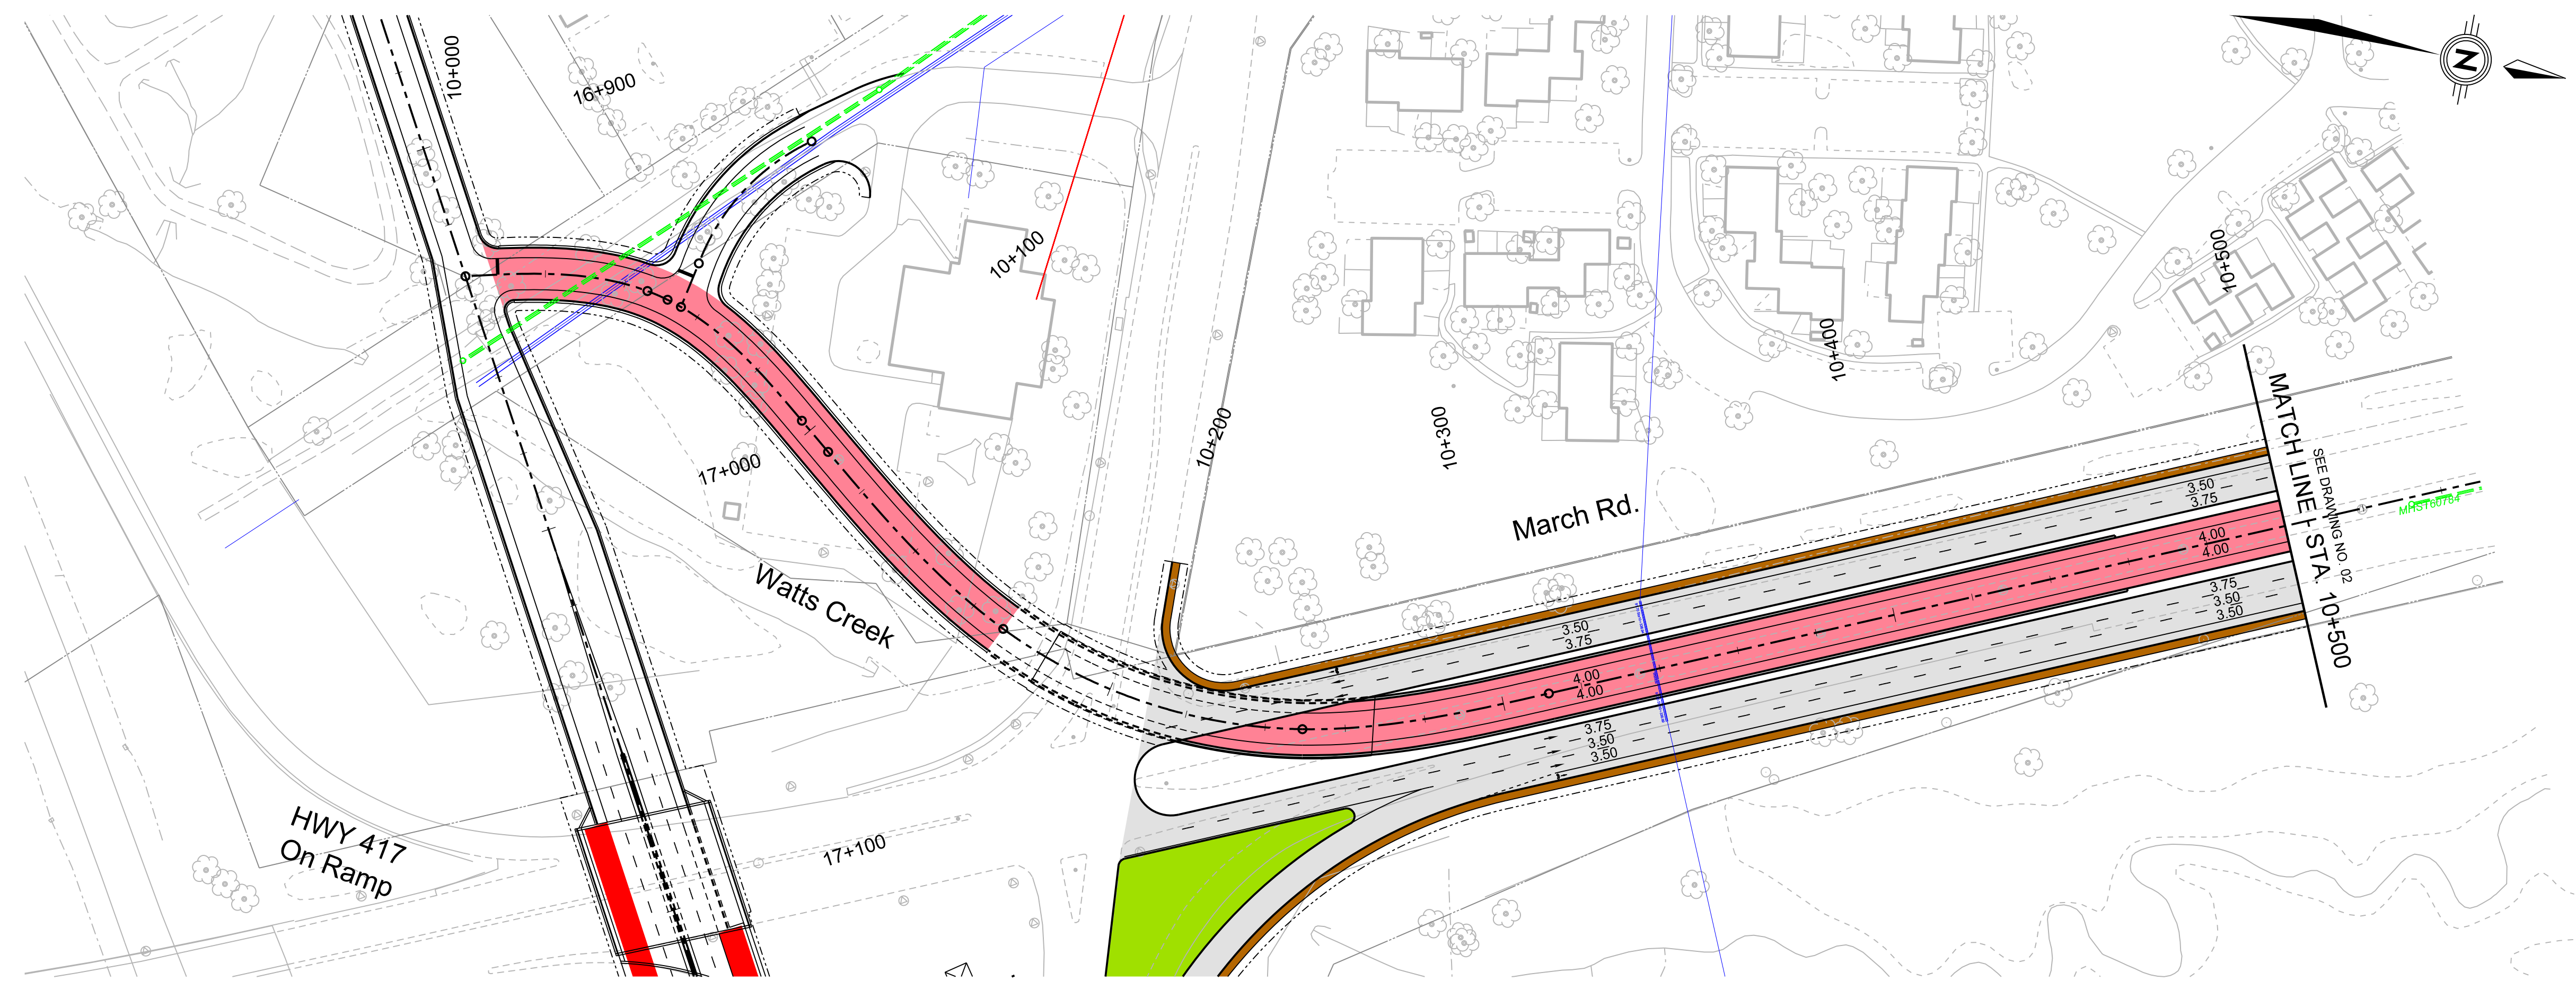 10+000
16+900
N
10+100
10+500
10+400
17+000
10+200
10+300
March Rd.
MATCH LINE - STA. 10+500
SEE DRAWING NO. 02
MHST60764
3.50
3.75
4.00
4.00
3.75
3.50
3.50
Watts Creek
3.50
3.75
4.00
4.00
3.75
3.50
3.50
HWY 417
On Ramp
17+100